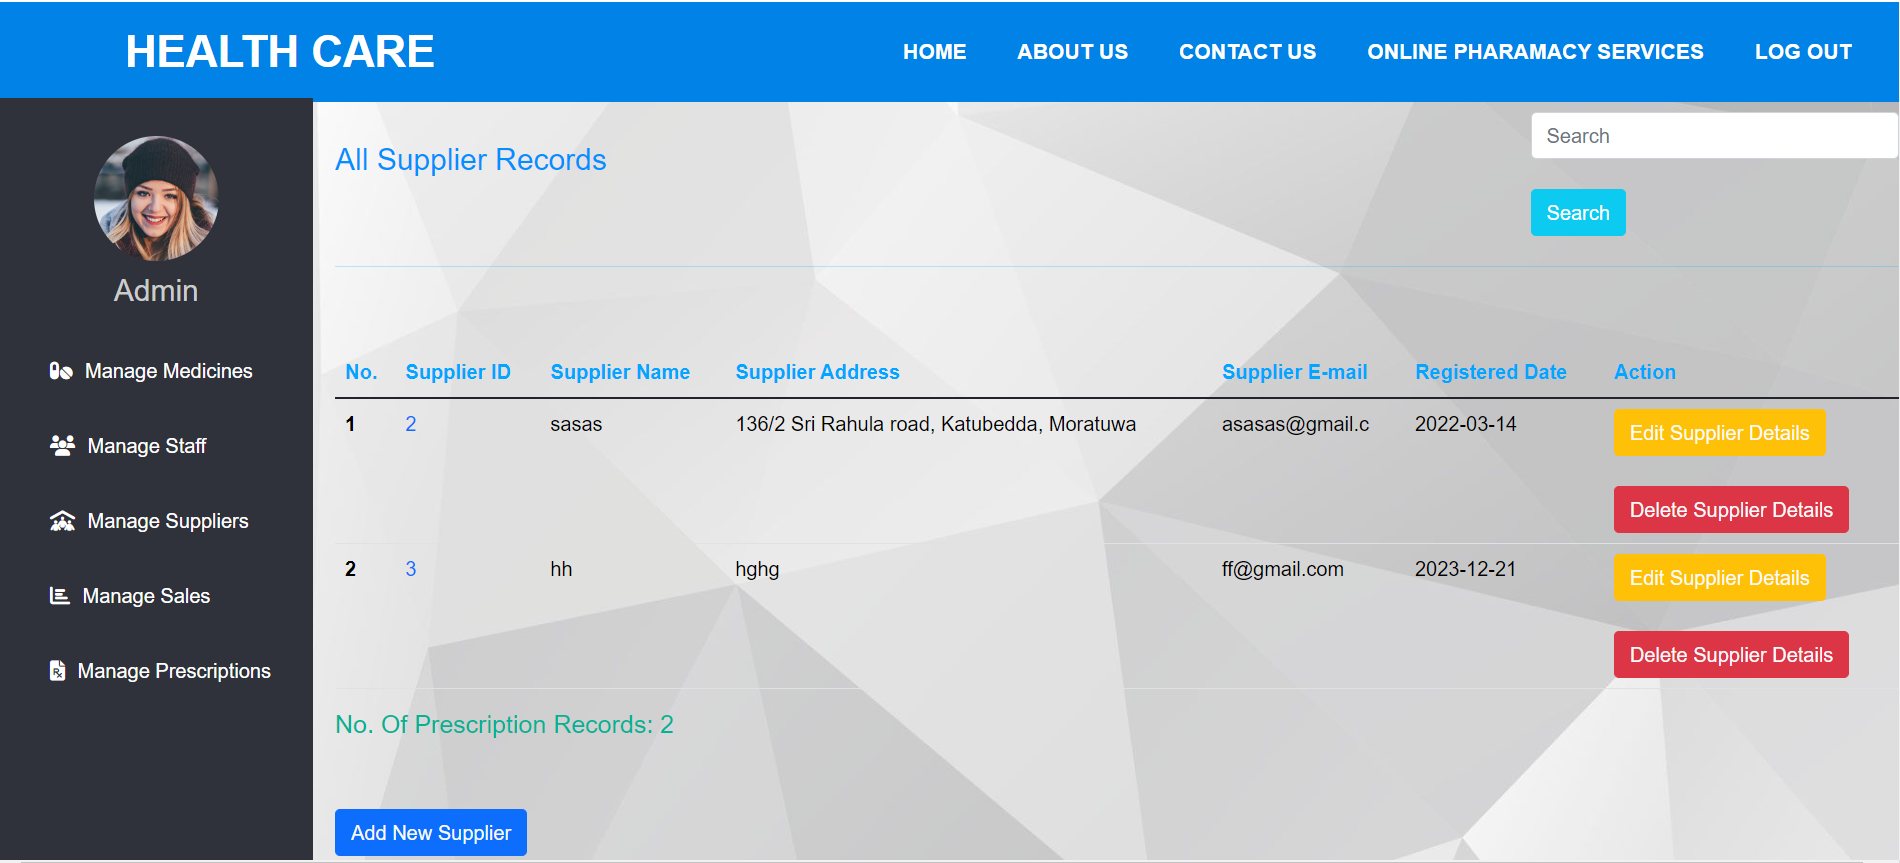 HEALTH CARE HOME ABOUT US CONTACT US ONLINE PHARAMACY SERVICES LOG OUT
Admin
Manage Medicines
Manage Staff
Manage Suppliers
Manage Sales
Manage Prescriptions
Search
All Supplier Records
Search
No. Supplier ID Supplier Name Supplier Address Supplier E-mail Registered Date Action
1 2 sasas 136/2 Sri Rahula road, Katubedda, Moratuwa asasas@gmail.c 2022-03-14 Edit Supplier Details
Delete Supplier Details
2 3 hh hghg ff@gmail.com 2023-12-21 Edit Supplier Details
Delete Supplier Details
No. Of Prescription Records: 2
Add New Supplier